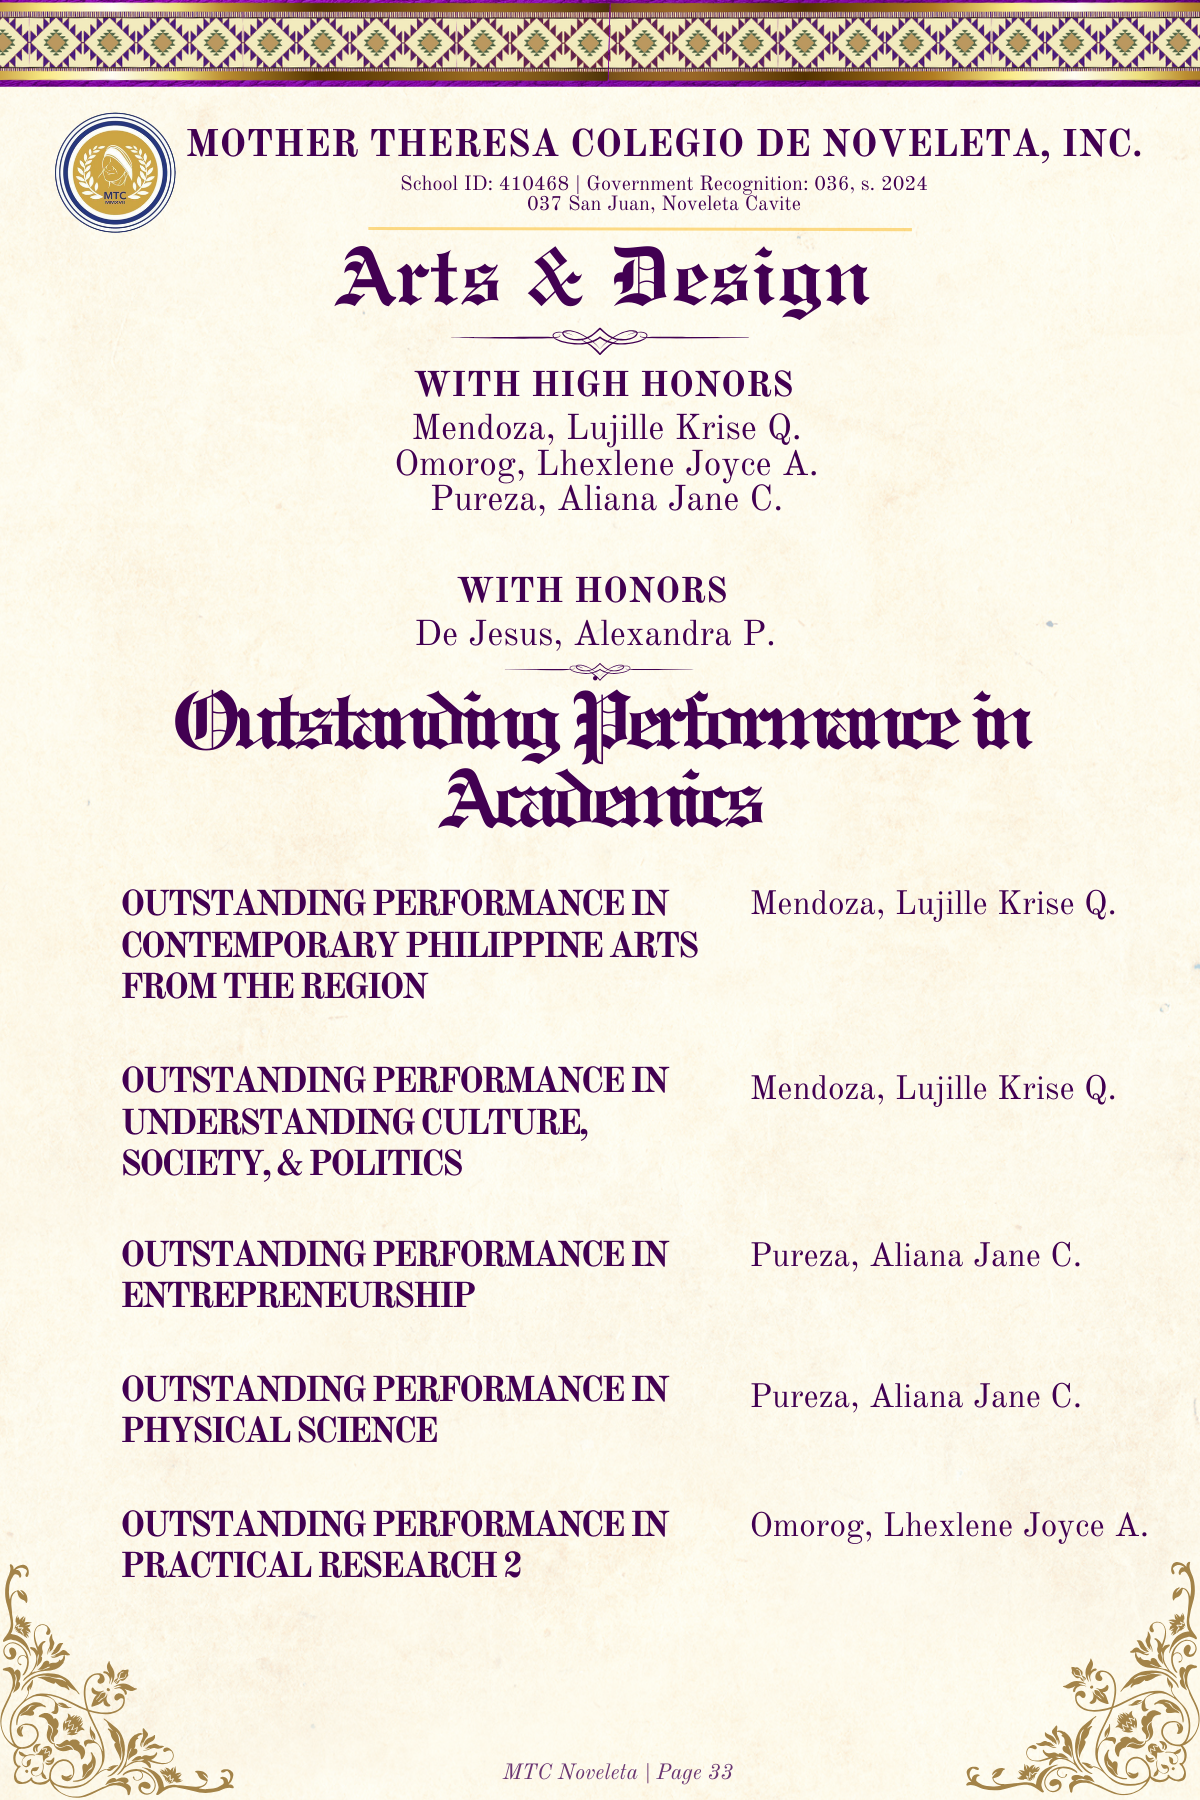 MOTHER THERESA COLEGIO DE NOVELETA, INC.
School ID: 410468 | Government Recognition: 036, s. 2024
037 San Juan, Noveleta Cavite
MTC
Arts & Design
WITH HIGH HONORS
Mendoza, Lujille Krise Q.
Omorog, Lhexlene Joyce A.
Pureza, Aliana Jane C.
WITH HONORS
De Jesus, Alexandra P.
Outstanding Performance in
Academics
OUTSTANDING PERFORMANCE IN
CONTEMPORARY PHILIPPINE ARTS
FROM THE REGION
Mendoza, Lujille Krise Q.
OUTSTANDING PERFORMANCE IN
UNDERSTANDING CULTURE,
SOCIETY, & POLITICS
Mendoza, Lujille Krise Q.
OUTSTANDING PERFORMANCE IN
ENTREPRENEURSHIP
Pureza, Aliana Jane C.
OUTSTANDING PERFORMANCE IN
PHYSICAL SCIENCE
Pureza, Aliana Jane C.
OUTSTANDING PERFORMANCE IN
PRACTICAL RESEARCH 2
Omorog, Lhexlene Joyce A.
MTC Noveleta | Page 33